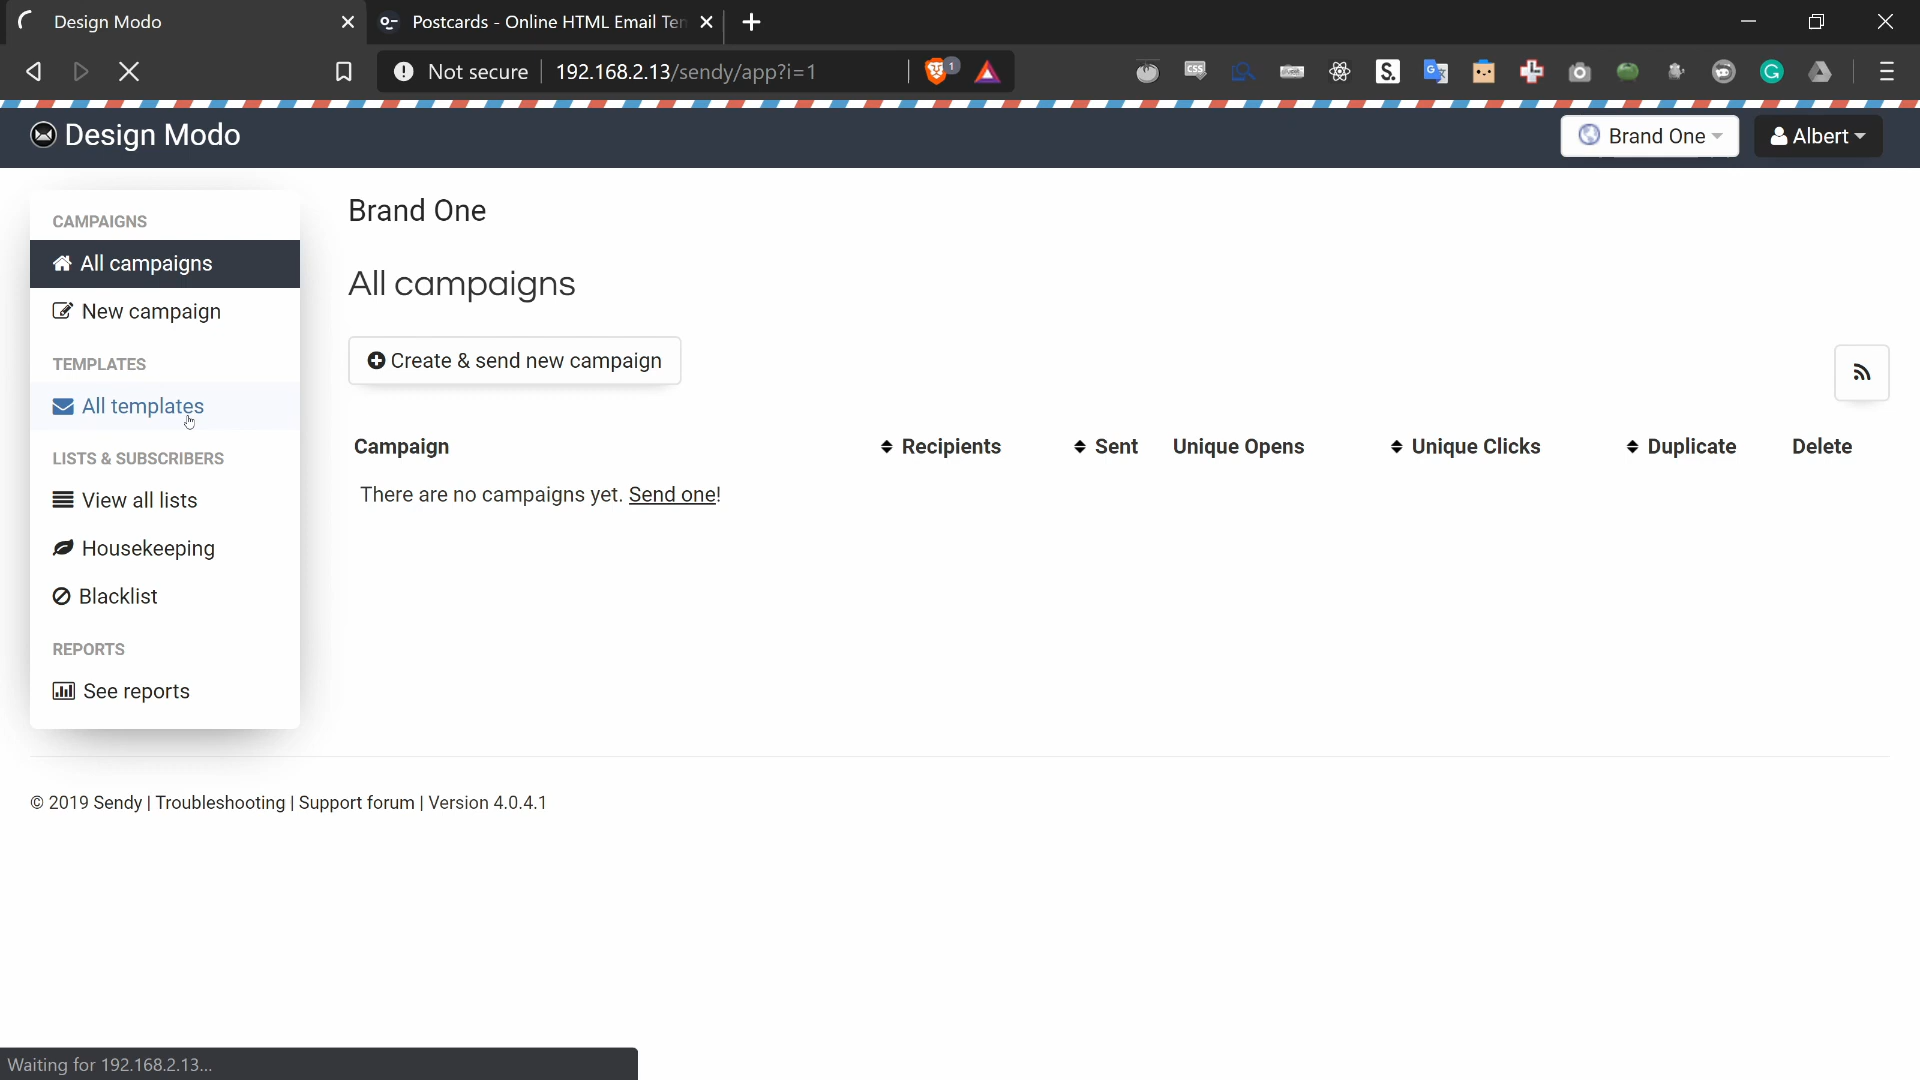 Design Modo
Postcards - Online HTML Email Ten
Not secure
192.168.2.13/sendy/app?i=1
1
CSS
S.
G
Design Modo
Brand One
Albert
CAMPAIGNS
All campaigns
New campaign
TEMPLATES
All templates
LISTS & SUBSCRIBERS
View all lists
Housekeeping
Blacklist
REPORTS
See reports
Brand One
All campaigns
Create & send new campaign
Campaign Recipients Sent Unique Opens Unique Clicks Duplicate Delete
There are no campaigns yet. Send one!
© 2019 Sendy | Troubleshooting | Support forum | Version 4.0.4.1
Waiting for 192.168.2.13...